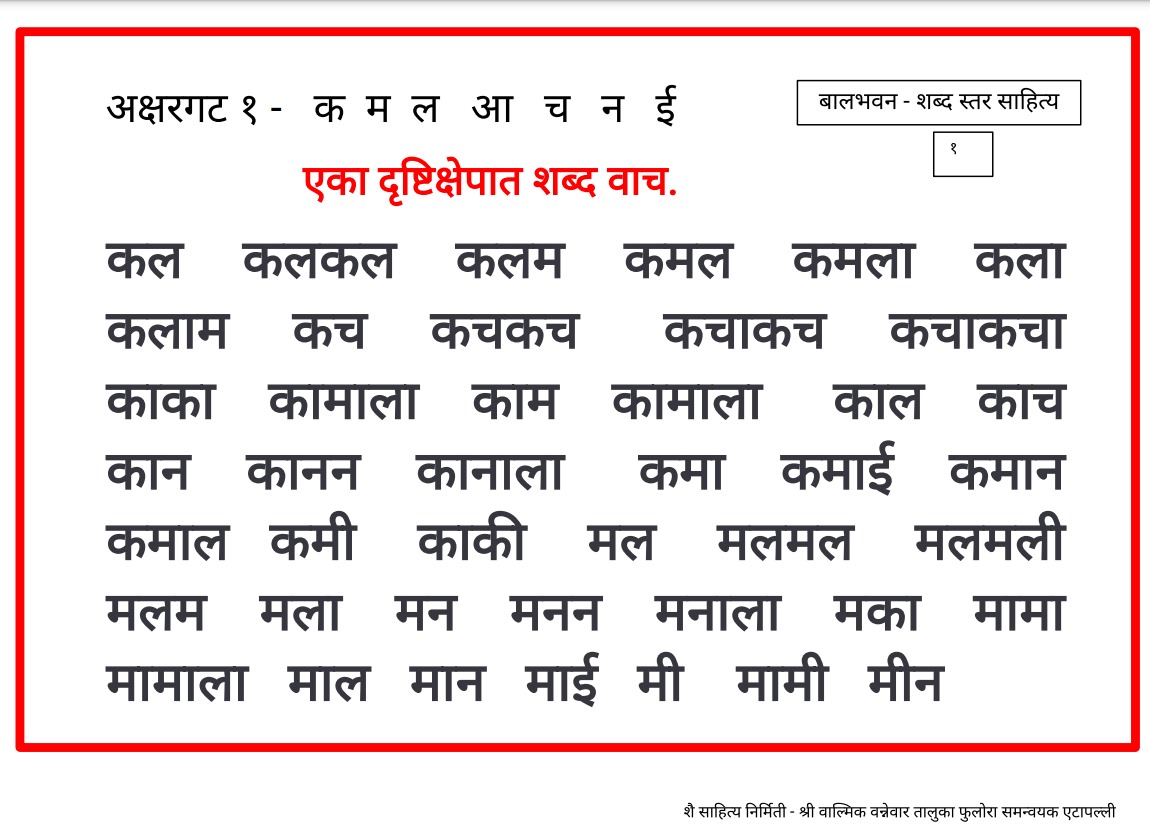 अक्षरगट १ - क म ल आ च न ई
बालभवन - शब्द स्तर साहित्य
१
एका दृष्टिक्षेपात शब्द वाच.
कल कलकल कलम कमल कमला कला
कलाम कच कचकच कचाकच कचाकचा
काका कामाला काम कामाला काल काच
कान कानन कानाला कमा कमाई कमान
कमाल कमी काकी मल मलमल मलमली
मलम मला मन मनन मनाला मका मामा
मामाला माल मान माई मी मामी मीन
शै साहित्य निर्मिती - श्री वाल्मिक वन्नेवार तालुका फुलोरा समन्वयक एटापल्ली